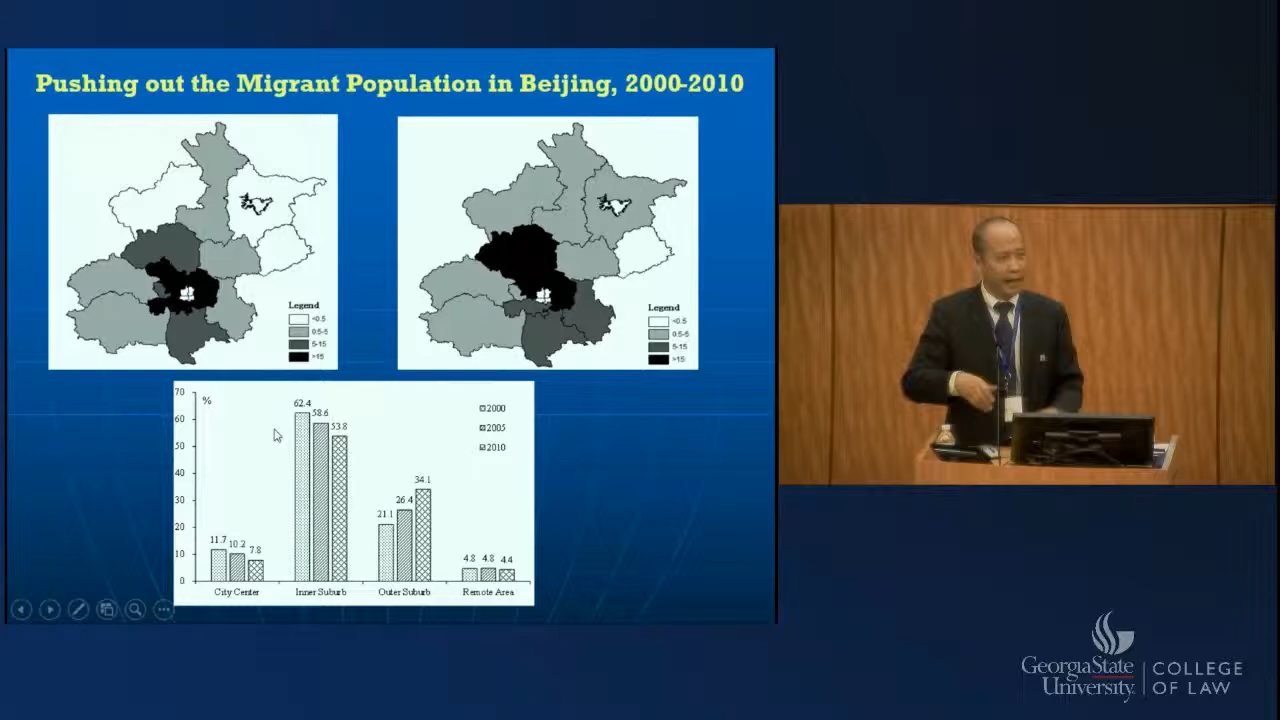 Pushing out the Migrant Population in Beijing, 2000-2010
Legend
<0.5
0.5-5
5-15
>15
Legend
<0.5
0.5-5
5-15
>15
70
60
50
40
30
20
10
0
%
2000
2005
2010
11.7
10.2
7.8
62.4
58.6
53.8
21.1
26.4
34.1
4.8
4.8
4.4
City Center
Inner Suburb
Outer Suburb
Remote Area
GeorgiaState
University
COLLEGE
OF LAW